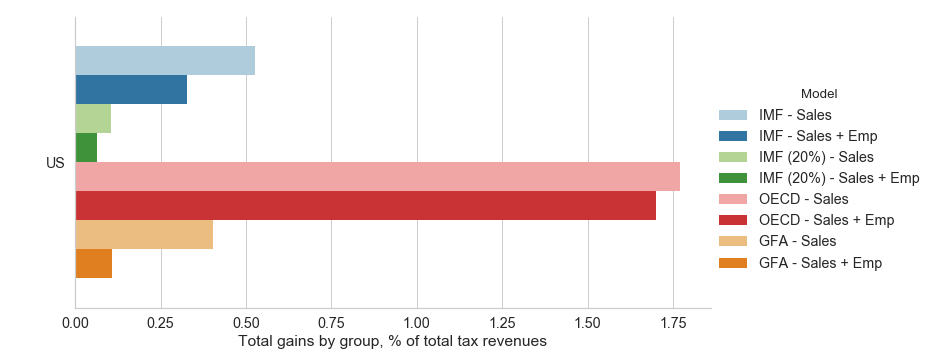 US
0.00 0.25 0.50 0.75 1.00 1.25 1.50 1.75
Total gains by group, % of total tax revenues
Model
IMF - Sales
IMF - Sales + Emp
IMF (20%) - Sales
IMF (20%) - Sales + Emp
OECD - Sales
OECD - Sales + Emp
GFA - Sales
GFA - Sales + Emp